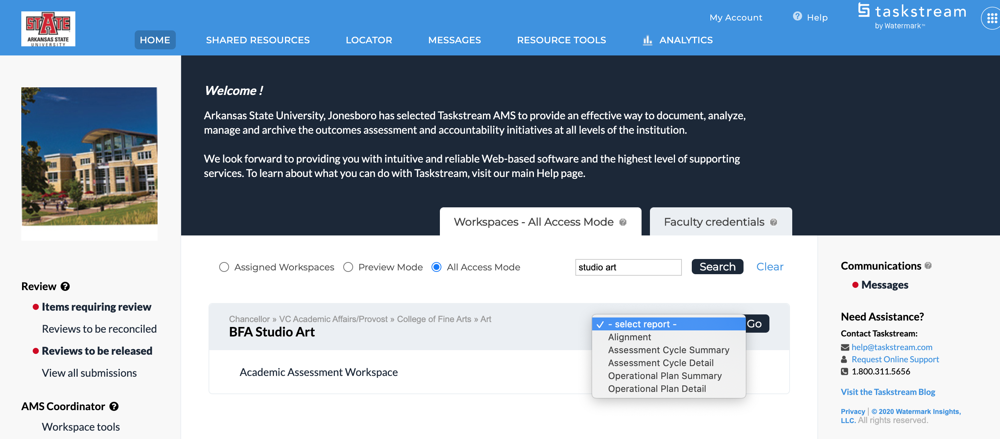 STATE
ARKANSAS STATE
UNIVERSITY
My Account
Help
taskstream
by Watermark™
HOME
SHARED RESOURCES
LOCATOR
MESSAGES
RESOURCE TOOLS
ANALYTICS
Welcome !
Arkansas State University, Jonesboro has selected Taskstream AMS to provide an effective way to document, analyze,
manage and archive the outcomes assessment and accountability initiatives at all levels of the institution.
We look forward to providing you with intuitive and reliable Web-based software and the highest level of supporting
services. To learn about what you can do with Taskstream, visit our main Help page.
Workspaces - All Access Mode
Faculty credentials
Assigned Workspaces
Preview Mode
All Access Mode
studio art
Search
Clear
Chancellor » VC Academic Affairs/Provost » College of Fine Arts » Art
BFA Studio Art
Academic Assessment Workspace
✓ - select report -
Go
Alignment
Assessment Cycle Summary
Assessment Cycle Detail
Operational Plan Summary
Operational Plan Detail
Review
Items requiring review
Reviews to be reconciled
Reviews to be released
View all submissions
AMS Coordinator
Workspace tools
Communications
Messages
Need Assistance?
Contact Taskstream:
help@taskstream.com
Request Online Support
1.800.311.5656
Visit the Taskstream Blog
Privacy | © 2020 Watermark Insights,
LLC. All rights reserved.